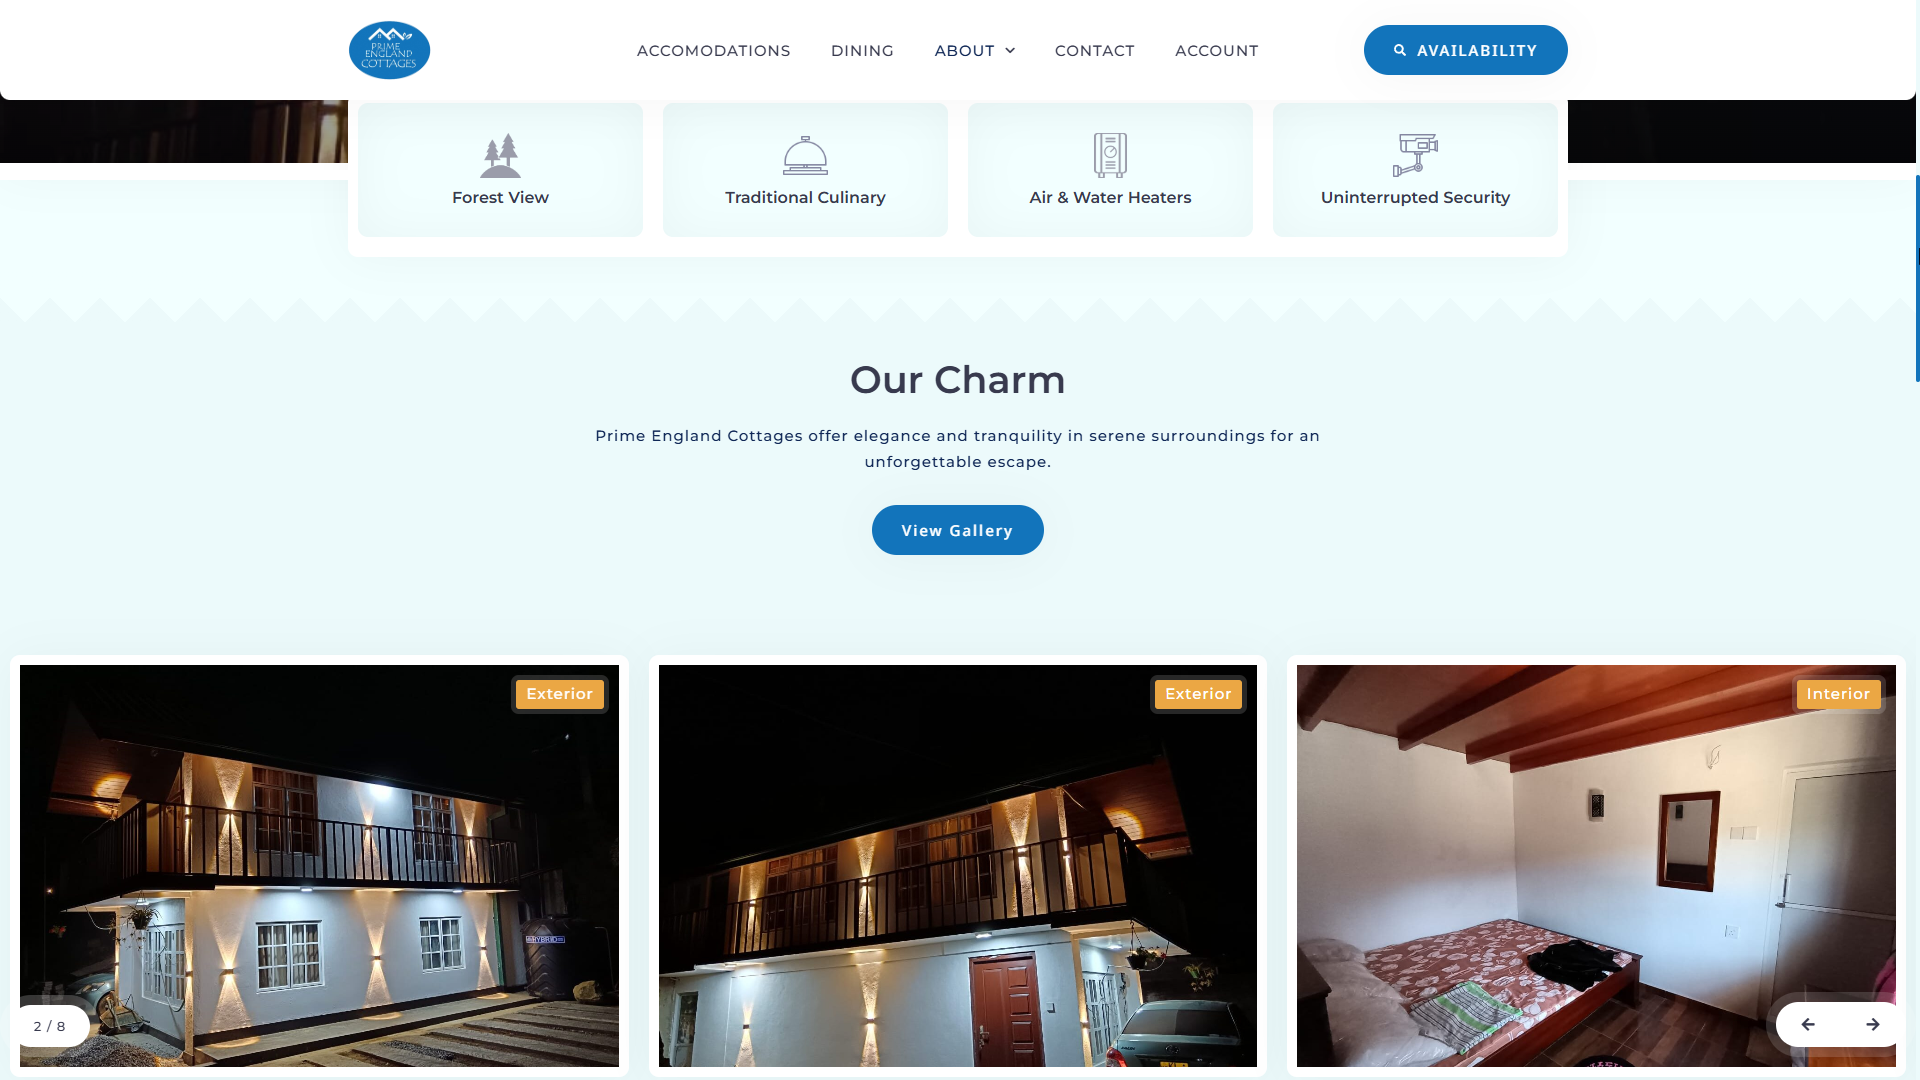 PRIME
ENGLAND
COTTAGES
ACCOMODATIONS
DINING
ABOUT
CONTACT
ACCOUNT
AVAILABILITY
Forest View
Traditional Culinary
Air & Water Heaters
Uninterrupted Security
Our Charm
Prime England Cottages offer elegance and tranquility in serene surroundings for an
unforgettable escape.
View Gallery
Exterior
Exterior
Interior
HYBRID
2 / 8